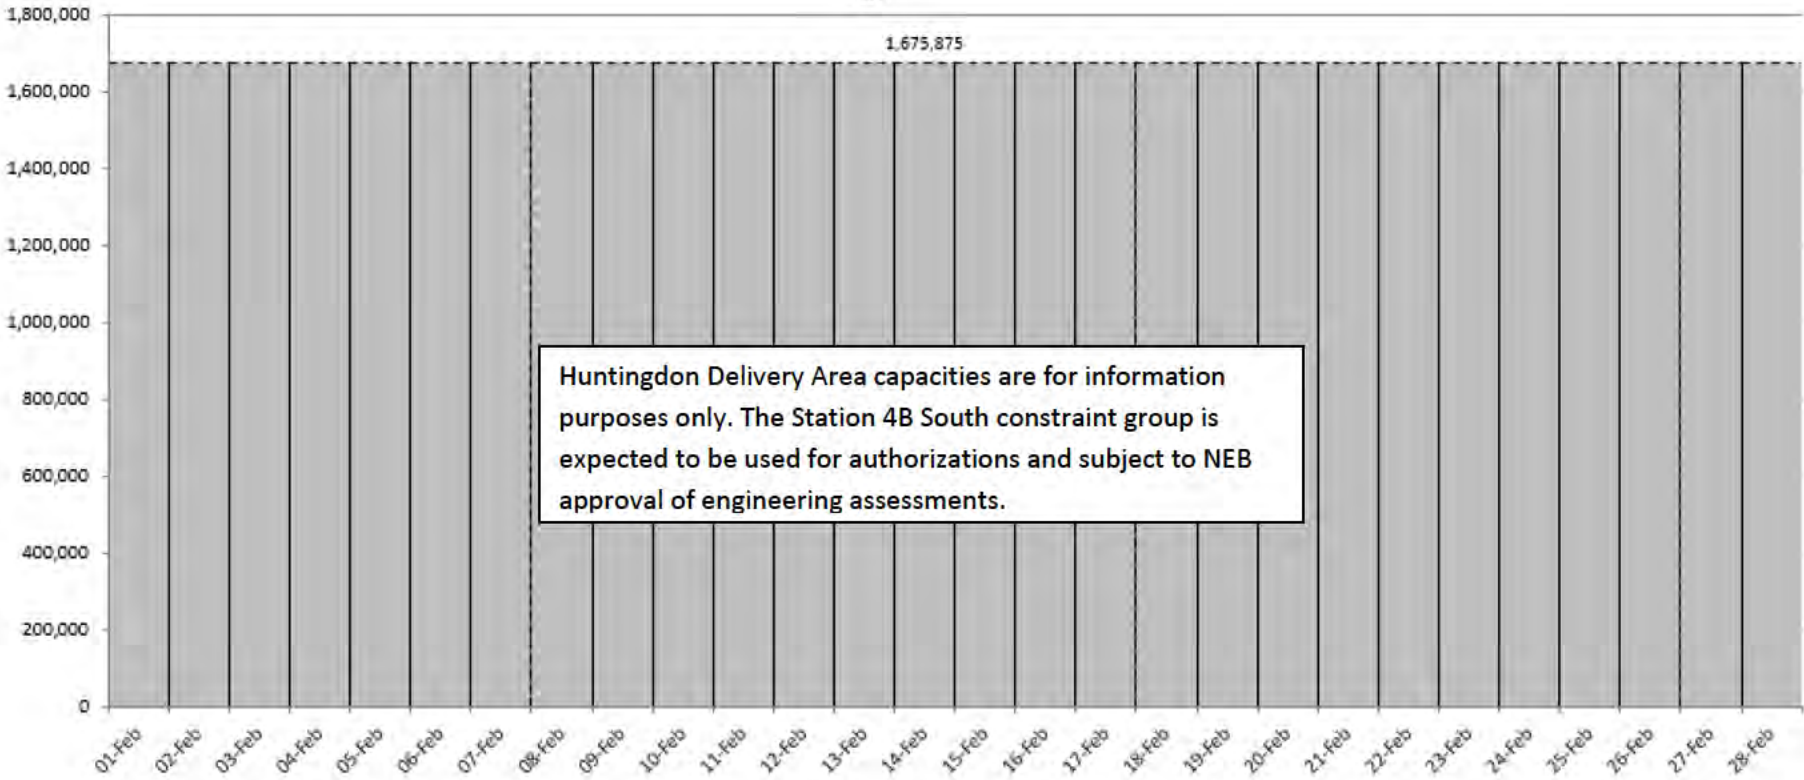 1,800,000
1,675,875
1,600,000
1,400,000
1,200,000
1,000,000
800,000
600,000
400,000
200,000
0
Huntingdon Delivery Area capacities are for information
purposes only. The Station 4B South constraint group is
expected to be used for authorizations and subject to NEB
approval of engineering assessments.
01-Feb
02-Feb
03-Feb
04-Feb
05-Feb
06-Feb
07-Feb
08-Feb
09-Feb
10-Feb
11-Feb
12-Feb
13-Feb
14-Feb
15-Feb
16-Feb
17-Feb
18-Feb
19-Feb
20-Feb
21-Feb
22-Feb
23-Feb
24-Feb
25-Feb
26-Feb
27-Feb
28-Feb